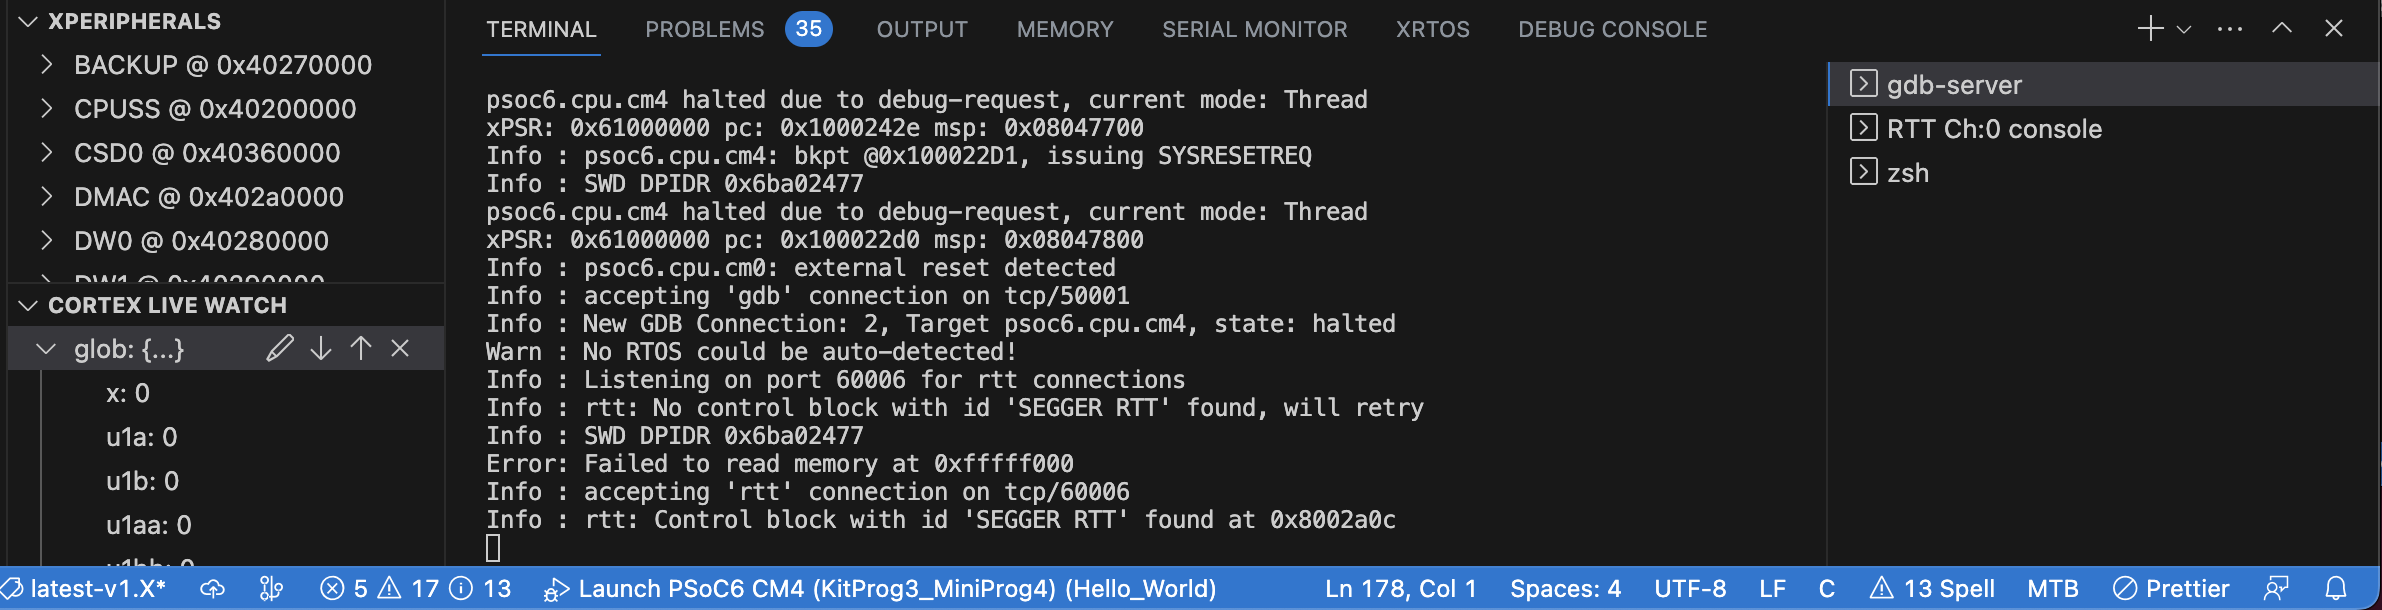 XPERIPHERALS
BACKUP @ 0x40270000
CPUSS @ 0x40200000
CSD0 @ 0x40360000
DMAC @ 0x402a0000
DW0 @ 0x40280000
DW1 @ 0x40290000
CORTEX LIVE WATCH
glob: {...}
x: 0
u1a: 0
u1b: 0
u1aa: 0
u1bb: 0
TERMINAL PROBLEMS 35 OUTPUT MEMORY SERIAL MONITOR XRTOS DEBUG CONSOLE
psoc6.cpu.cm4 halted due to debug-request, current mode: Thread
xPSR: 0x61000000 pc: 0x1000242e msp: 0x08047700
Info : psoc6.cpu.cm4: bkpt @0x100022D1, issuing SYSRESETREQ
Info : SWD DPIDR 0x6ba02477
psoc6.cpu.cm4 halted due to debug-request, current mode: Thread
xPSR: 0x61000000 pc: 0x100022d0 msp: 0x08047800
Info : psoc6.cpu.cm0: external reset detected
Info : accepting 'gdb' connection on tcp/50001
Info : New GDB Connection: 2, Target psoc6.cpu.cm4, state: halted
Warn : No RTOS could be auto-detected!
Info : Listening on port 60006 for rtt connections
Info : rtt: No control block with id 'SEGGER RTT' found, will retry
Info : SWD DPIDR 0x6ba02477
Error: Failed to read memory at 0xfffff000
Info : accepting 'rtt' connection on tcp/60006
Info : rtt: Control block with id 'SEGGER RTT' found at 0x8002a0c
gdb-server
RTT Ch:0 console
zsh
latest-v1.X* 5 17 13 Launch PSoC6 CM4 (KitProg3_MiniProg4) (Hello_World) Ln 178, Col 1 Spaces: 4 UTF-8 LF C 13 Spell MTB Prettier